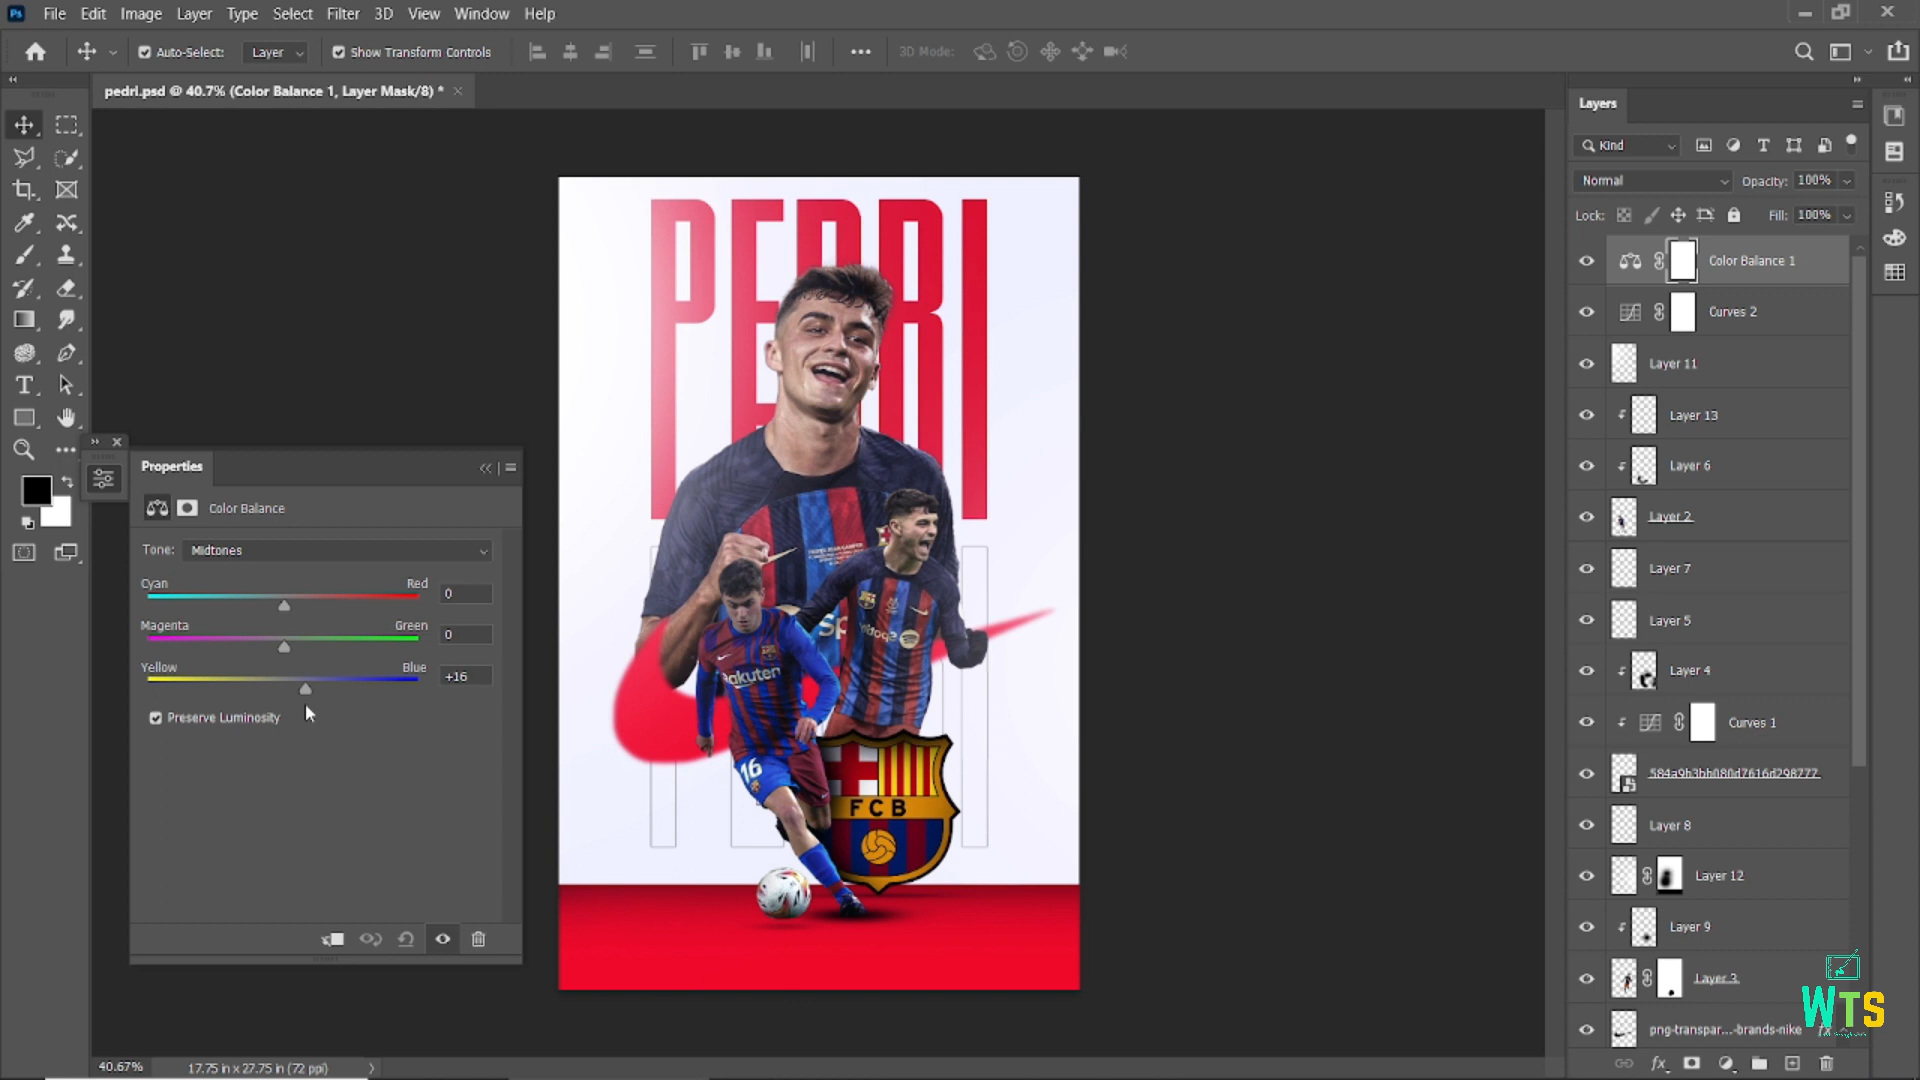 Ps File Edit Image Layer Type Select Filter 3D View Window Help
Auto-Select: Layer Show Transform Controls 3D Mode:
pedri.psd @ 40.7% (Color Balance 1, Layer Mask/8) *
Layers
Kind
Normal Opacity: 100%
Lock: Fill: 100%
Color Balance 1
Curves 2
Layer 11
Layer 13
Layer 6
Layer 2
Layer 7
Layer 5
Layer 4
Curves 1
584a9b3bb080d7616d298777
Layer 8
Layer 12
Layer 9
Layer 3
png-transpar...-brands-nike fx
Properties
Color Balance
Tone: Midtones
Cyan Red 0
Magenta Green 0
Yellow Blue +16
Preserve Luminosity
PEDRI
Rakuten
16
FCB
WTS
40.67% 17.75 in x 27.75 in (72 ppi)
fx